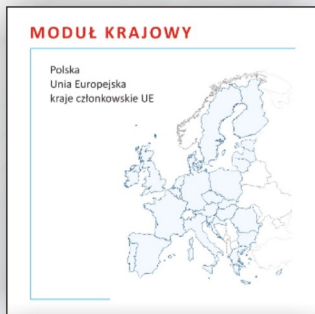 MODUŁ KRAJOWY
Polska
Unia Europejska
kraje członkowskie UE